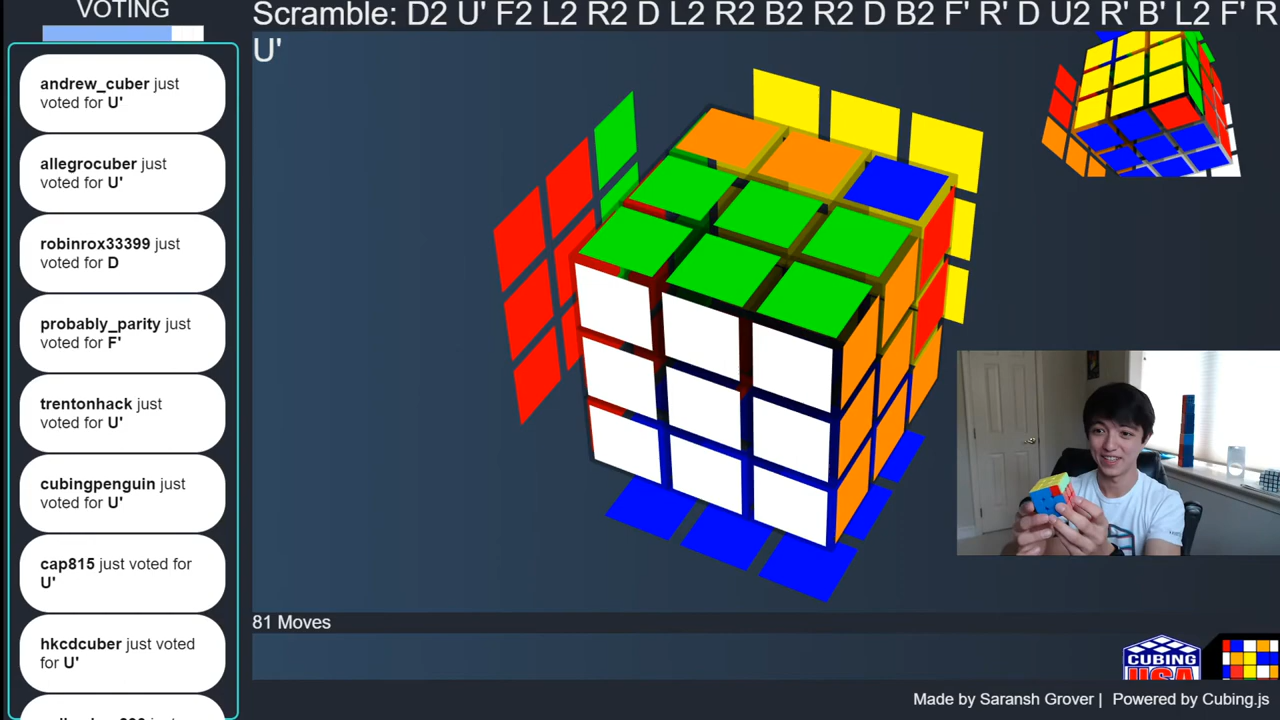 VOTING
Scramble: D2 U' F2 L2 R2 D L2 R2 B2 R2 D B2 F' R' D U2 R' B' L2 F' R
U'
andrew_cuber just
voted for U'
allegrocuber just
voted for U'
robinrox33399 just
voted for D
probably_parity just
voted for F'
trentonhack just
voted for U'
cubingpenguin just
voted for U'
cap815 just voted for
U'
hkcdcuber just voted
for U'
81 Moves
CUBING
USA
Made by Saransh Grover | Powered by Cubing.js